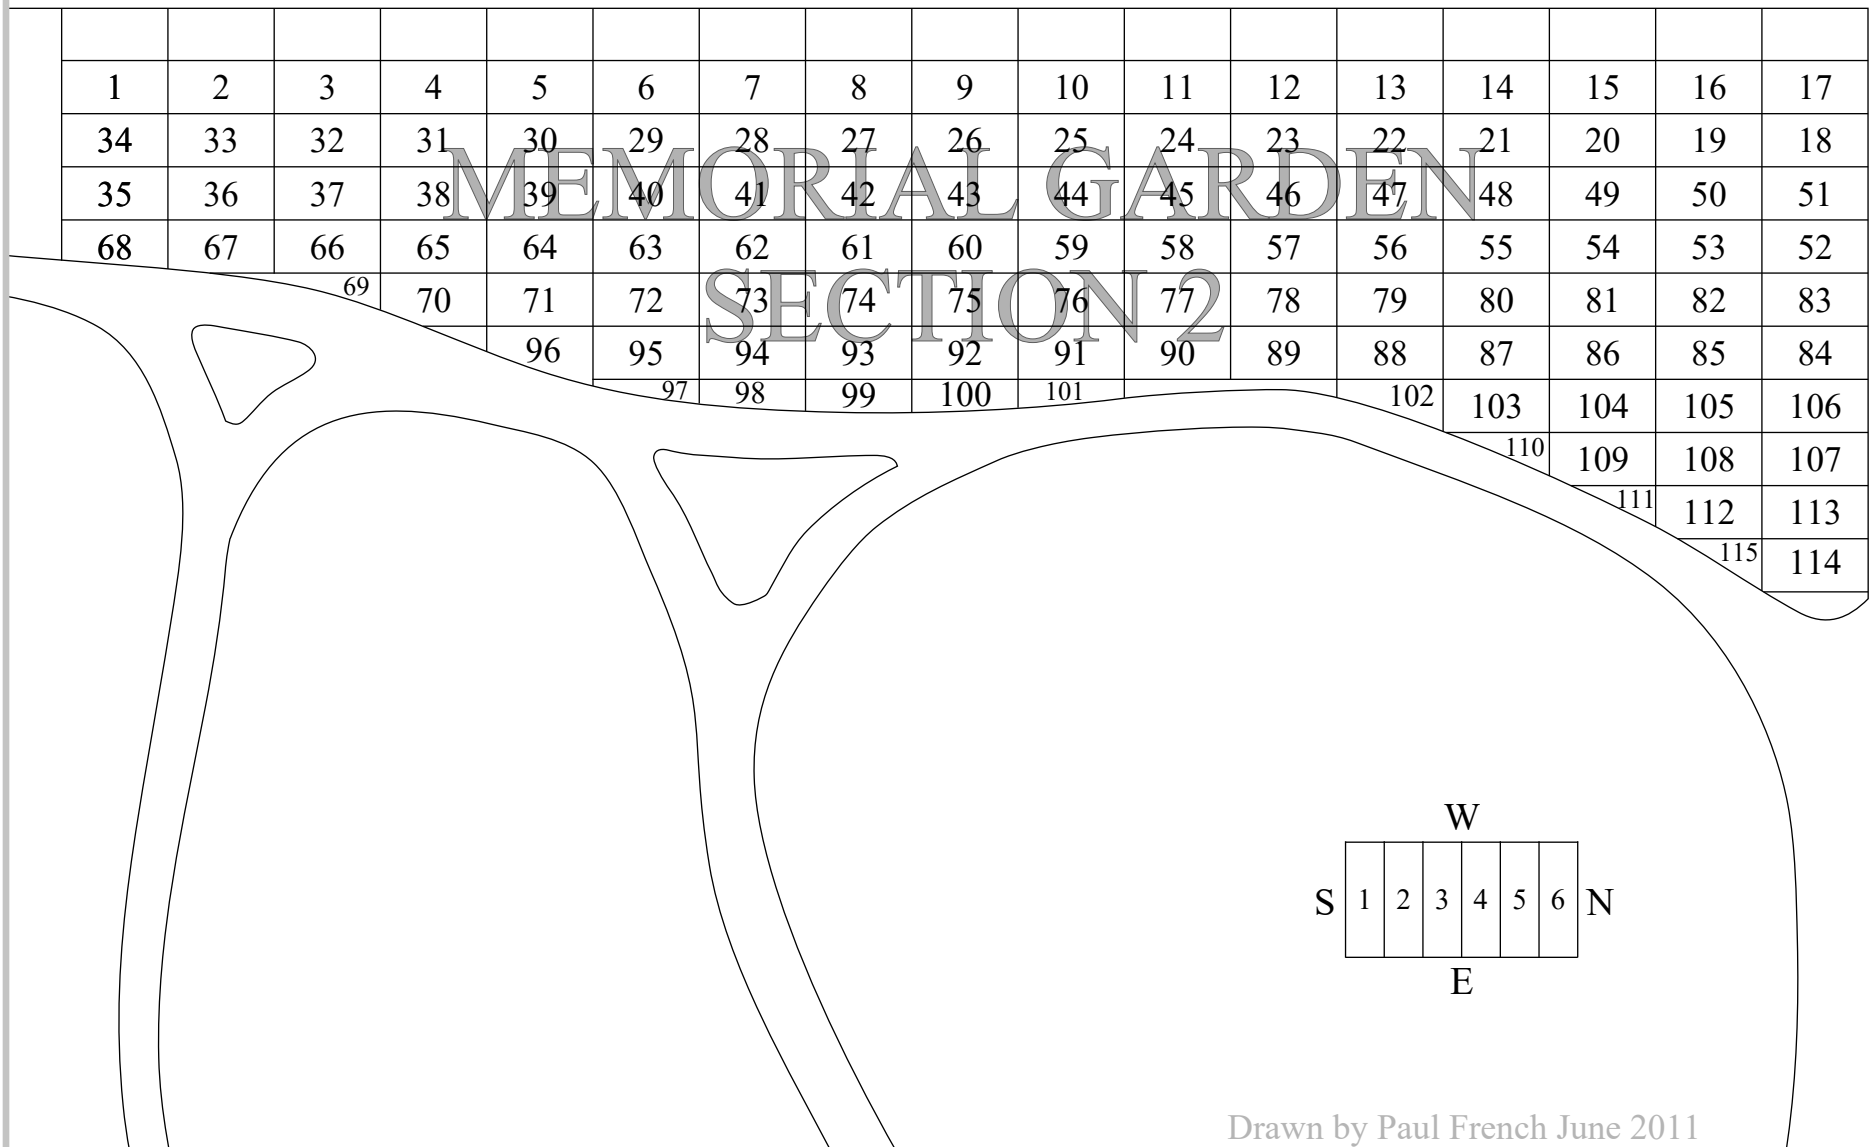 1 2 3 4 5 6 7 8 9 10 11 12 13 14 15 16 17
34 33 32 31 30 29 28 27 26 25 24 23 22 21 20 19 18
MEMORIAL GARDEN
35 36 37 38 39 40 41 42 43 44 45 46 47 48 49 50 51
68 67 66 65 64 63 62 61 60 59 58 57 56 55 54 53 52
SECTION 2
69 70 71 72 73 74 75 76 77 78 79 80 81 82 83
96 95 94 93 92 91 90 89 88 87 86 85 84
97 98 99 100 101 102 103 104 105 106
110 109 108 107
111 112 113
115 114
W
S 1 2 3 4 5 6 N
E
Drawn by Paul French June 2011